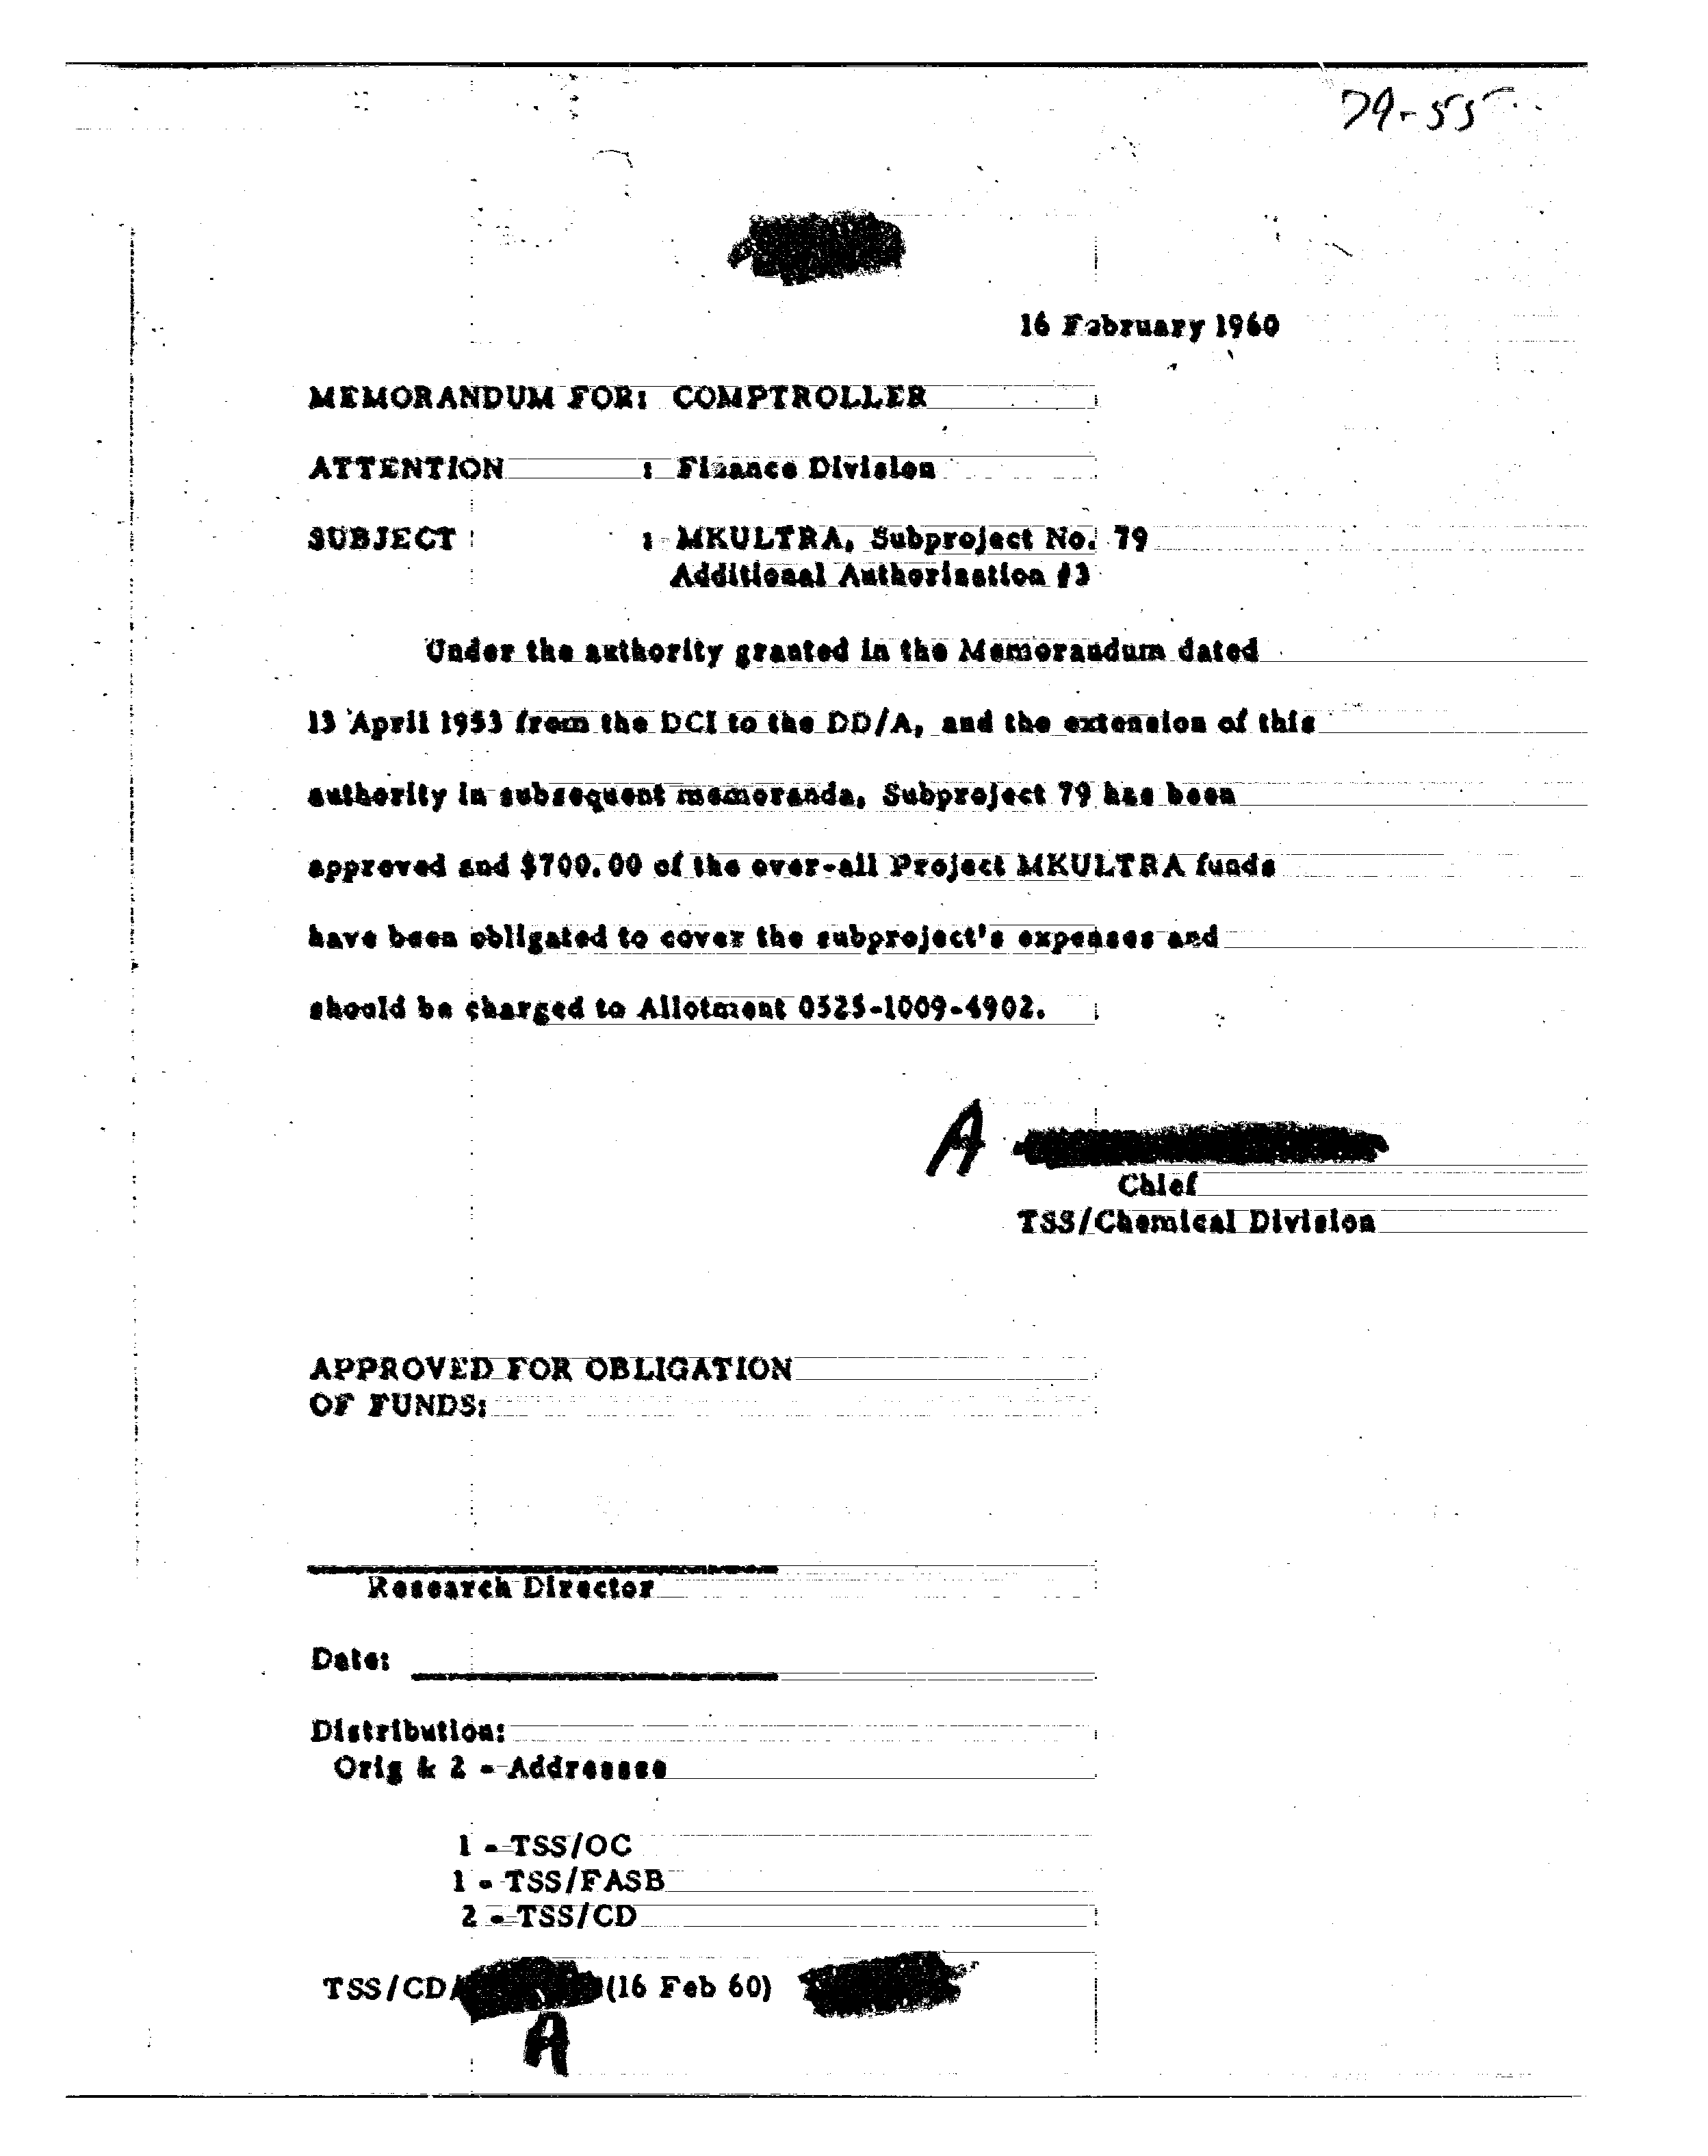 79-55
16 February 1960
MEMORANDUM FOR: COMPTROLLER
ATTENTION : Finance Division
SUBJECT : MKULTRA, Subproject No. 79
Additional Authorization #3
Under the authority granted in the Memorandum dated
13 April 1953 from the DCI to the DD/A, and the extension of this
authority in subsequent memoranda, Subproject 79 has been
approved and $700.00 of the over-all Project MKULTRA funds
have been obligated to cover the subproject's expenses and
should be charged to Allotment 0525-1009-4902.
A
Chief
TSS/Chemical Division
APPROVED FOR OBLIGATION
OF FUNDS:
Research Director
Date:
Distribution:
Orig & 2 - Addressee
1 - TSS/OC
1 - TSS/FASB
2 - TSS/CD
TSS/CD/ (16 Feb 60)
A